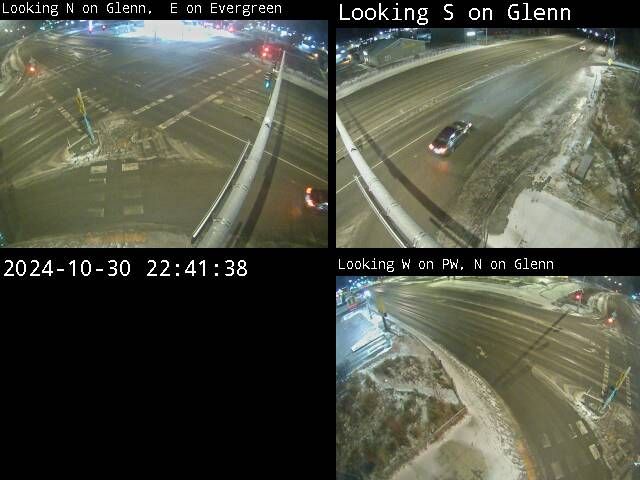 Looking N on Glenn, E on Evergreen
Looking S on Glenn
2024-10-30 22:41:38
Looking W on PW, N on Glenn